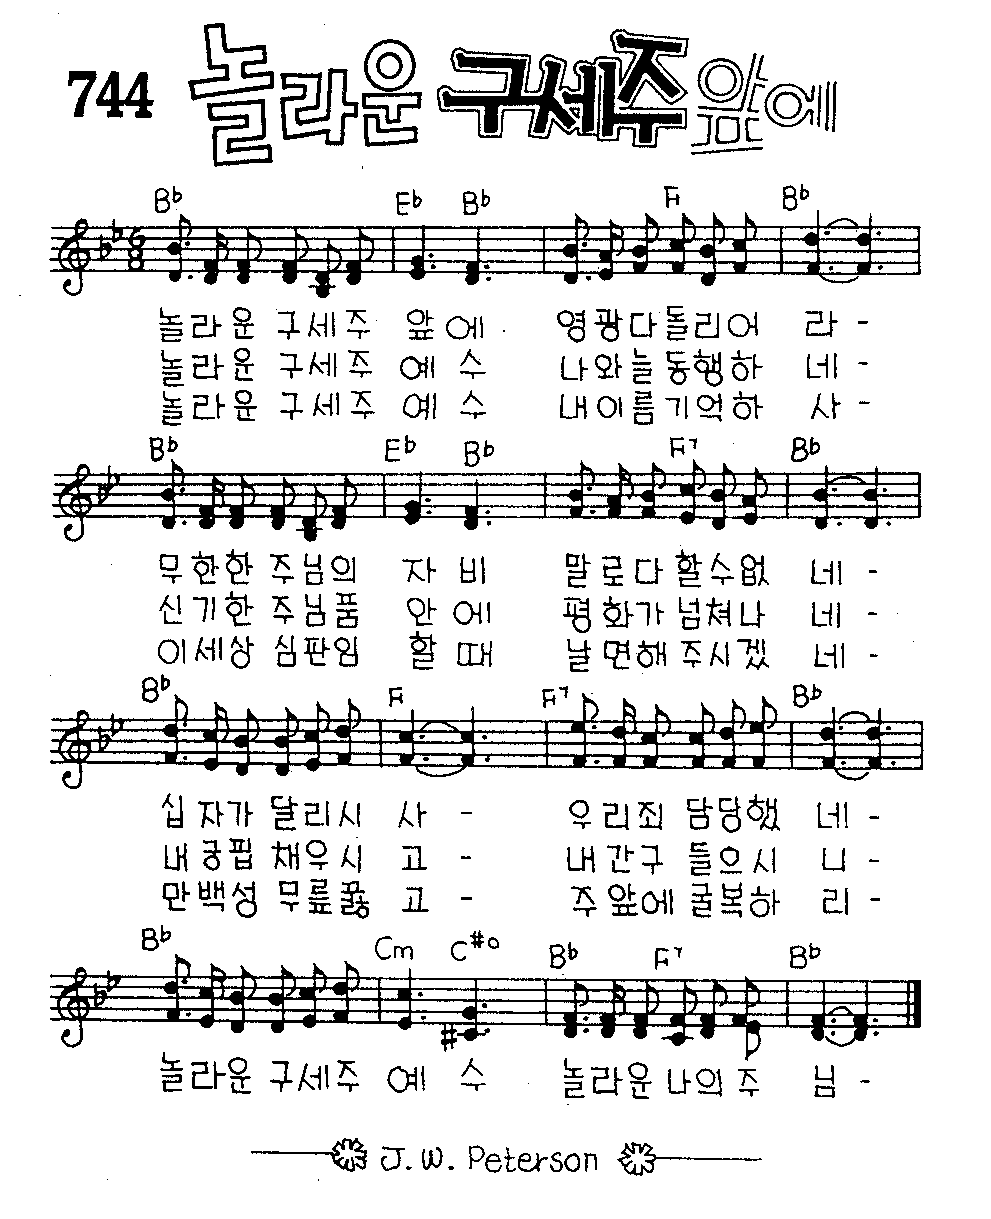 744 놀라운 구세주 앞에
B♭ E♭ B♭ F B♭
놀라운 구세주 앞에 영광다돌리어 라-
놀라운 구세주 예수 나와늘동행하 네-
놀라운 구세주 예수 내이름기억하 사-
B♭ E♭ B♭ F7 B♭
무한한 주님의 자비 말로다할수없 네-
신기한 주님품 안에 평화가넘쳐나 네-
이세상 심판임 할때 날면해주시겠 네-
B♭ F F7 B♭
십자가 달리시 사- 우리죄 담당했 네-
내궁핍 채우시 고- 내간구 들으시 니-
만백성 무릎꿇 고- 주앞에굴복하 리-
B♭ Cm C#o B♭ F7 B♭
놀라운 구세주 예수 놀라운 나의주 님-
J.W. Peterson